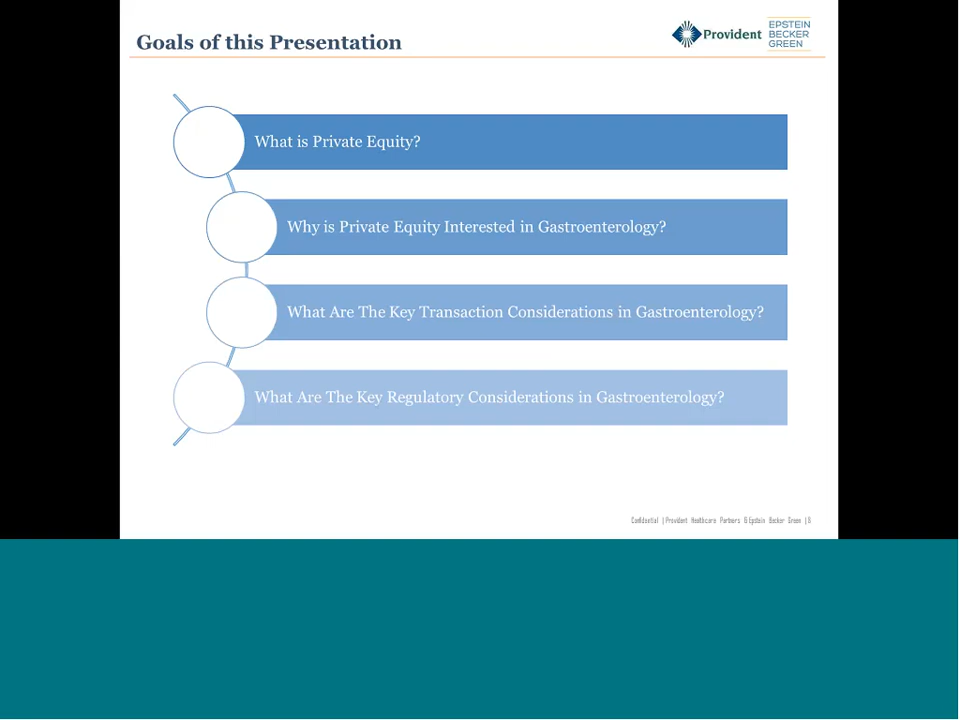 Goals of this Presentation
Provident
EPSTEIN
BECKER
GREEN
What is Private Equity?
Why is Private Equity Interested in Gastroenterology?
What Are The Key Transaction Considerations in Gastroenterology?
What Are The Key Regulatory Considerations in Gastroenterology?
Confidential | Provident Healthcare Partners & Epstein Becker Green |